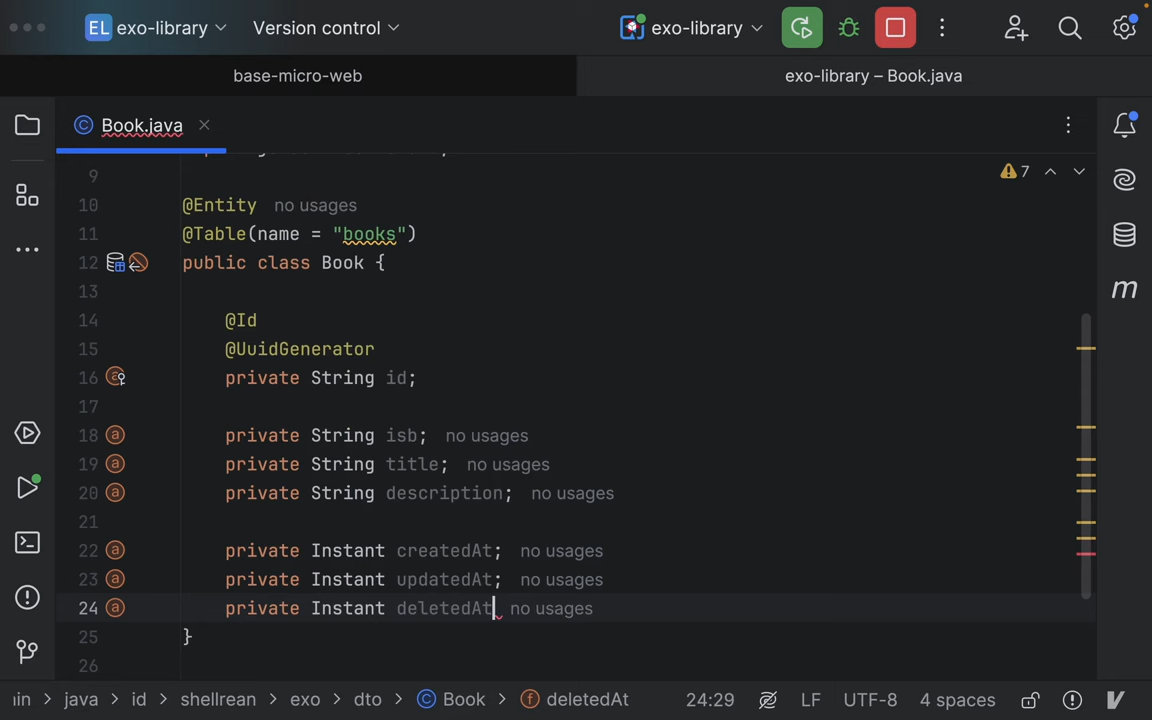 EL exo-library Version control exo-library
base-micro-web exo-library – Book.java
Book.java
9
7
10 @Entity no usages
11 @Table(name = "books")
12 public class Book {
13
14 @Id
15 @UuidGenerator
16 private String id;
17
18 private String isb; no usages
19 private String title; no usages
20 private String description; no usages
21
22 private Instant createdAt; no usages
23 private Instant updatedAt; no usages
24 private Instant deletedAt no usages
25 }
26
in > java > id > shellrean > exo > dto > Book > deletedAt 24:29 LF UTF-8 4 spaces